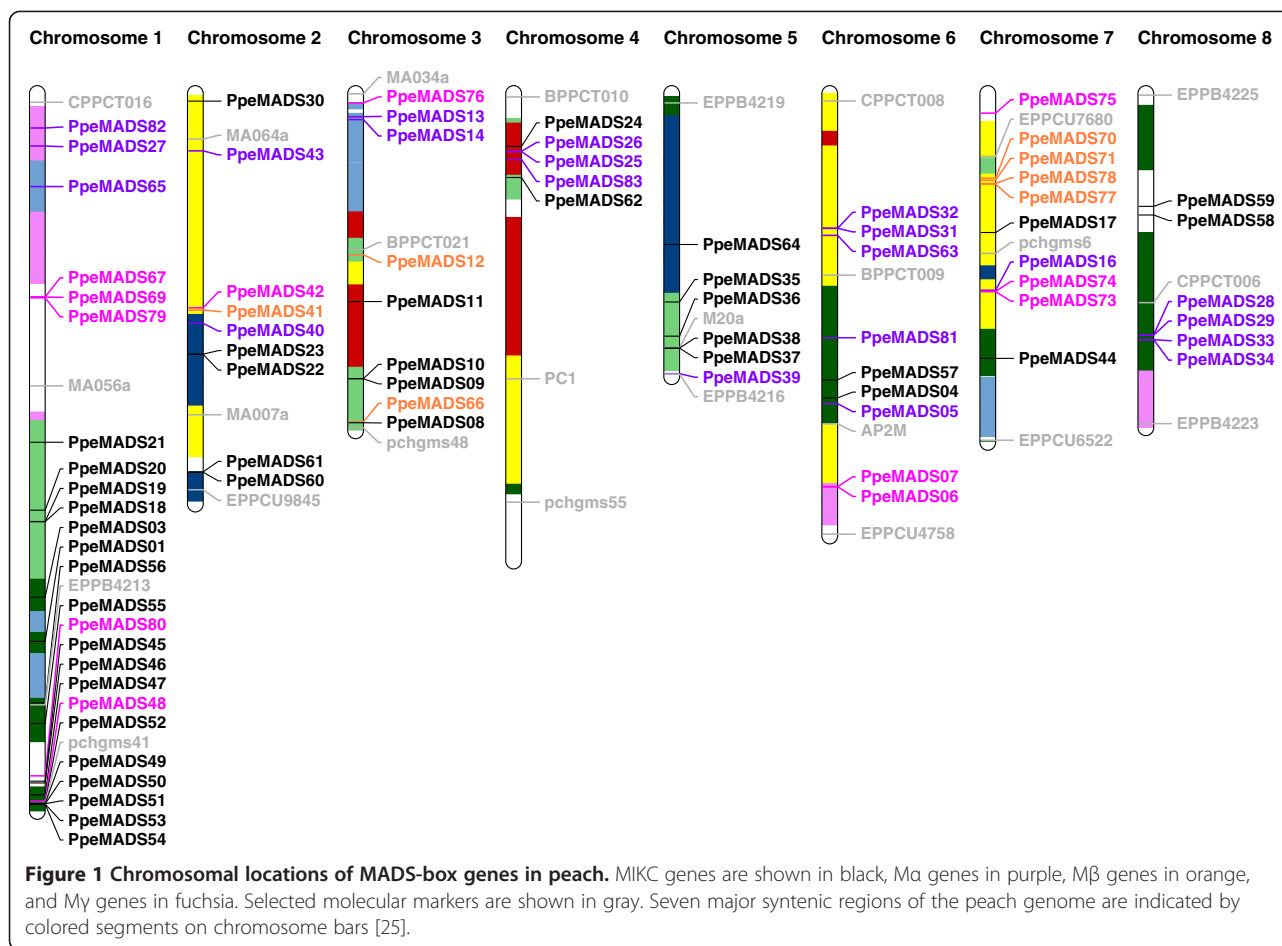 Chromosome 1
CPPCT016
PpeMADS82
PpeMADS27
PpeMADS65
PpeMADS67
PpeMADS69
PpeMADS79
MA056a
PpeMADS21
PpeMADS20
PpeMADS19
PpeMADS18
PpeMADS03
PpeMADS01
PpeMADS56
EPPB4213
PpeMADS55
PpeMADS80
PpeMADS45
PpeMADS46
PpeMADS47
PpeMADS48
PpeMADS52
pchgms41
PpeMADS49
PpeMADS50
PpeMADS51
PpeMADS53
PpeMADS54
Chromosome 2
PpeMADS30
MA064a
PpeMADS43
PpeMADS42
PpeMADS41
PpeMADS40
PpeMADS23
PpeMADS22
MA007a
PpeMADS61
PpeMADS60
EPPCU9845
Chromosome 3
MA034a
PpeMADS76
PpeMADS13
PpeMADS14
BPPCT021
PpeMADS12
PpeMADS11
PpeMADS10
PpeMADS09
PpeMADS66
PpeMADS08
pchgms48
Chromosome 4
BPPCT010
PpeMADS24
PpeMADS26
PpeMADS25
PpeMADS83
PpeMADS62
PC1
pchgms55
Chromosome 5
EPPB4219
PpeMADS64
PpeMADS35
PpeMADS36
M20a
PpeMADS38
PpeMADS37
PpeMADS39
EPPB4216
Chromosome 6
CPPCT008
PpeMADS32
PpeMADS31
PpeMADS63
BPPCT009
PpeMADS81
PpeMADS57
PpeMADS04
PpeMADS05
AP2M
PpeMADS07
PpeMADS06
EPPCU4758
Chromosome 7
PpeMADS75
EPPCU7680
PpeMADS70
PpeMADS71
PpeMADS78
PpeMADS77
PpeMADS17
pchgms6
PpeMADS16
PpeMADS74
PpeMADS73
PpeMADS44
EPPCU6522
Chromosome 8
EPPB4225
PpeMADS59
PpeMADS58
CPPCT006
PpeMADS28
PpeMADS29
PpeMADS33
PpeMADS34
EPPB4223
Figure 1 Chromosomal locations of MADS-box genes in peach. MIKC genes are shown in black, Mα genes in purple, Mβ genes in orange,
and Mγ genes in fuchsia. Selected molecular markers are shown in gray. Seven major syntenic regions of the peach genome are indicated by
colored segments on chromosome bars [25].